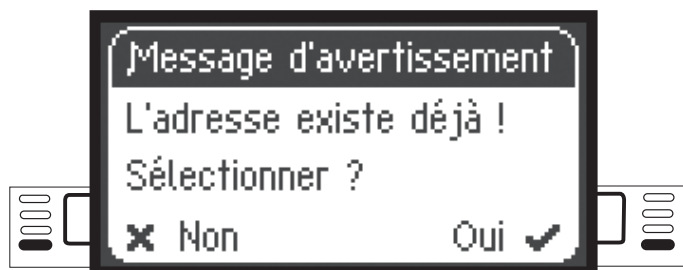 Message d'avertissement
L'adresse existe déjà !
Sélectionner ?
✖ Non Oui ✔